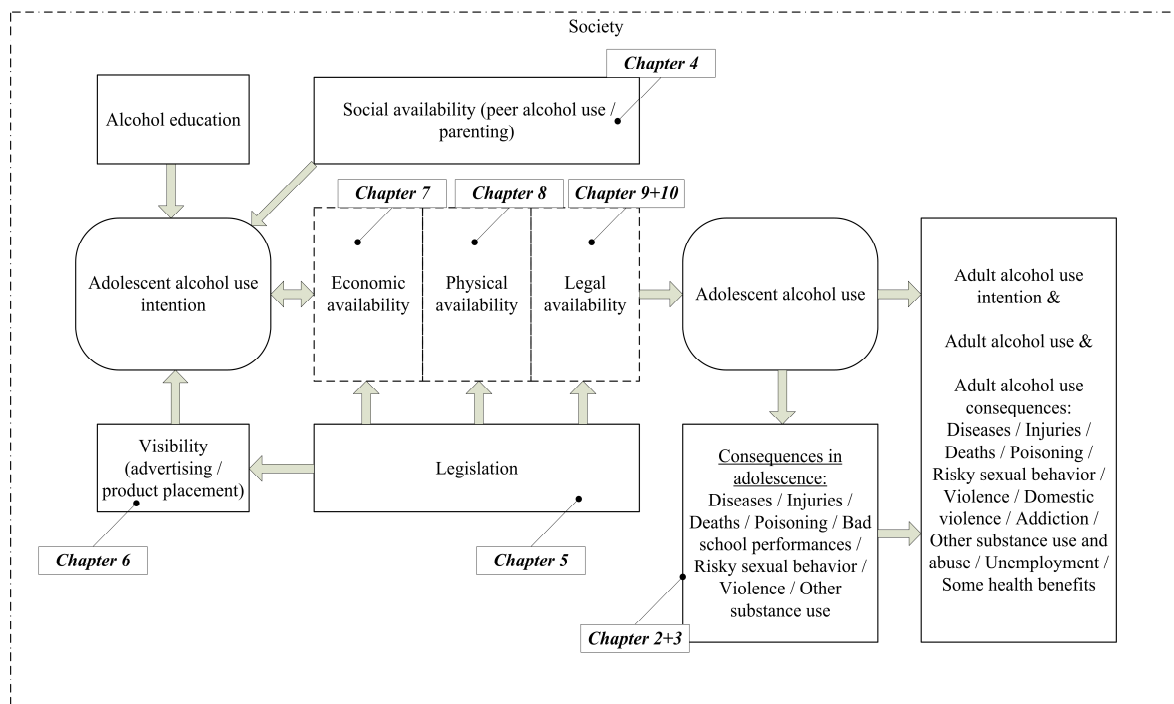 Society
Chapter 4
Alcohol education
Social availability (peer alcohol use /
parenting)
Chapter 7
Chapter 8
Chapter 9+10
Adolescent alcohol use
intention
Economic
availability
Physical
availability
Legal
availability
Adolescent alcohol use
Adult alcohol use
intention &
Adult alcohol use &
Adult alcohol use
consequences:
Diseases / Injuries /
Deaths / Poisoning /
Risky sexual behavior /
Violence / Domestic
violence / Addiction /
Other substance use and
abuse / Unemployment /
Some health benefits
Visibility
(advertising /
product placement)
Legislation
Consequences in
adolescence:
Diseases / Injuries /
Deaths / Poisoning / Bad
school performances /
Risky sexual behavior /
Violence / Other
substance use
Chapter 6
Chapter 5
Chapter 2+3